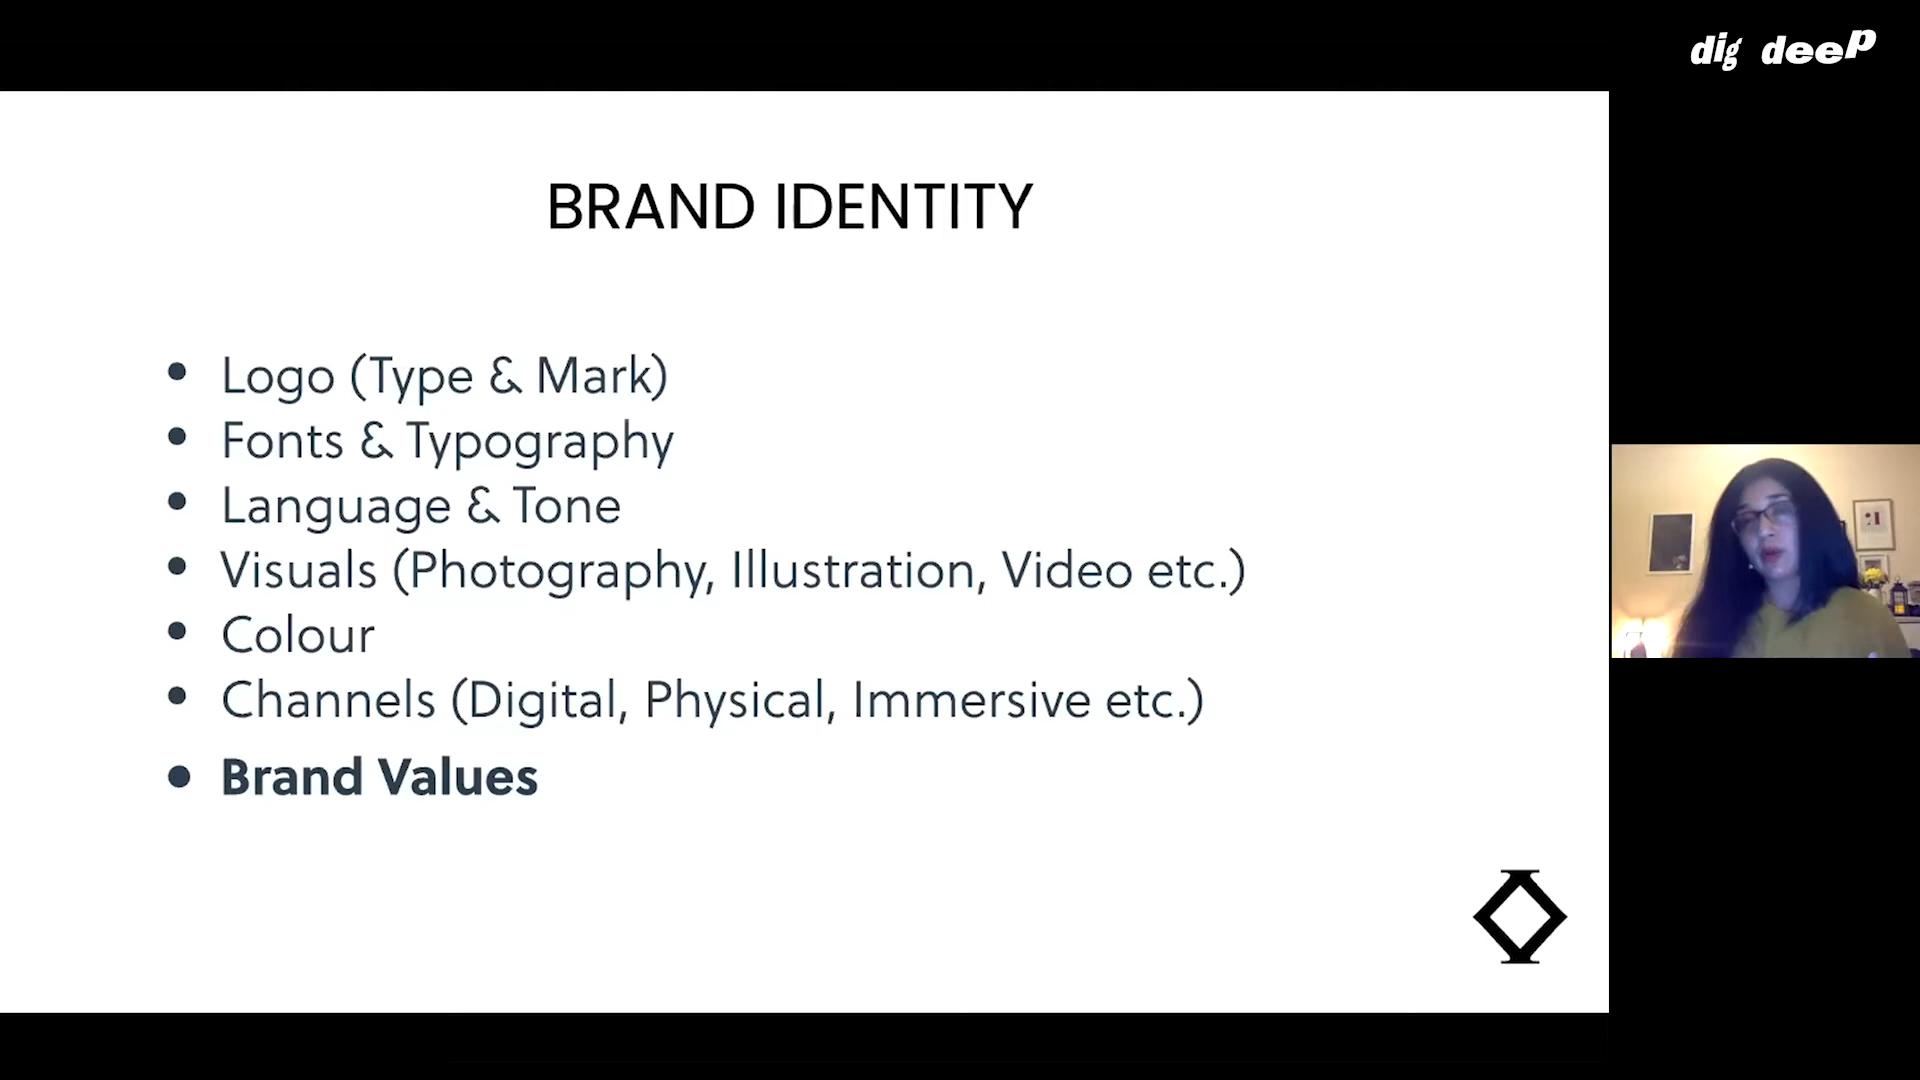 dig deep
BRAND IDENTITY
• Logo (Type & Mark)
• Fonts & Typography
• Language & Tone
• Visuals (Photography, Illustration, Video etc.)
• Colour
• Channels (Digital, Physical, Immersive etc.)
• Brand Values